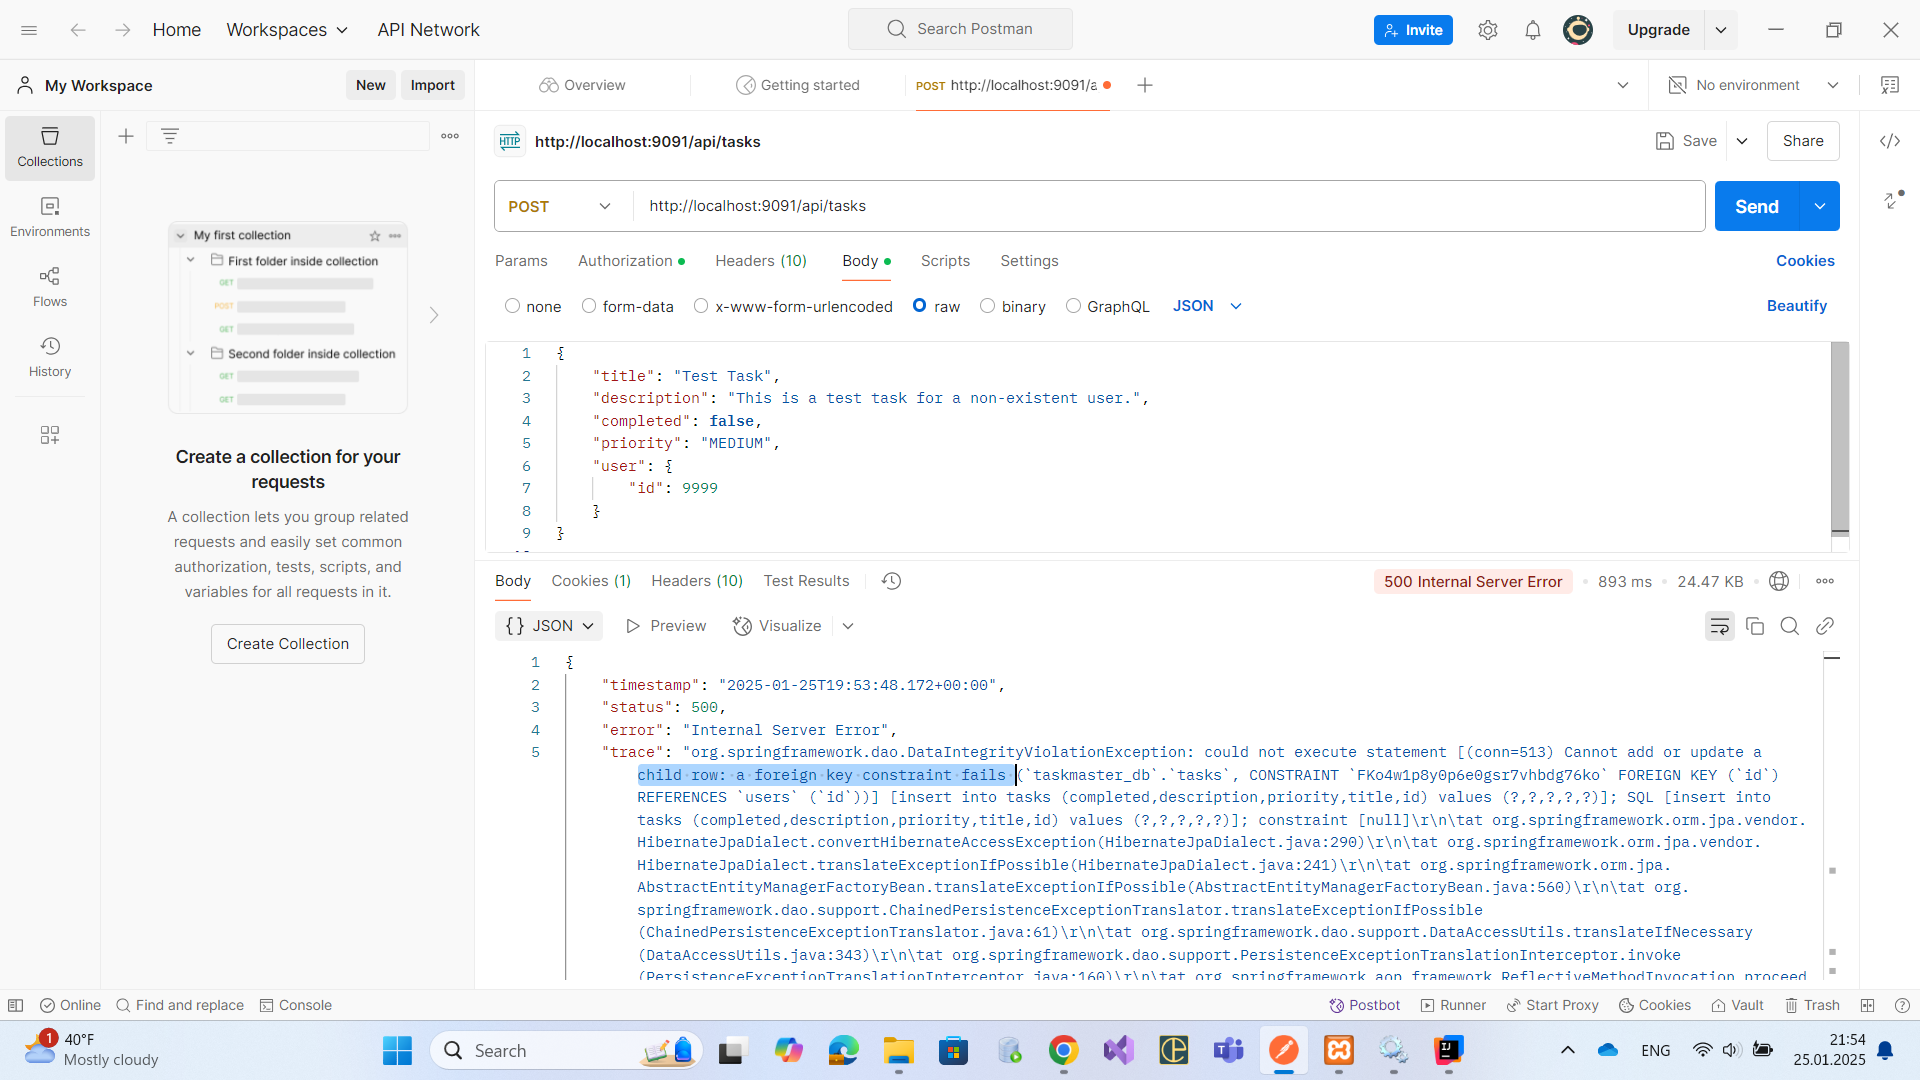 Home Workspaces API Network Search Postman Invite Upgrade
My Workspace New Import Overview Getting started POST http://localhost:9091/a No environment
Collections
Environments
Flows
History
My first collection
First folder inside collection
GET
POST
GET
Second folder inside collection
GET
GET
Create a collection for your
requests
A collection lets you group related
requests and easily set common
authorization, tests, scripts, and
variables for all requests in it.
Create Collection
HTTP http://localhost:9091/api/tasks Save Share
POST http://localhost:9091/api/tasks Send
Params Authorization Headers (10) Body Scripts Settings Cookies
none form-data x-www-form-urlencoded raw binary GraphQL JSON Beautify
1 {
2 "title": "Test Task",
3 "description": "This is a test task for a non-existent user.",
4 "completed": false,
5 "priority": "MEDIUM",
6 "user": {
7 "id": 9999
8 }
9 }
Body Cookies (1) Headers (10) Test Results 500 Internal Server Error 893 ms 24.47 KB
{} JSON Preview Visualize
1 {
2 "timestamp": "2025-01-25T19:53:48.172+00:00",
3 "status": 500,
4 "error": "Internal Server Error",
5 "trace": "org.springframework.dao.DataIntegrityViolationException: could not execute statement [(conn=513) Cannot add or update a
child row: a foreign key constraint fails (`taskmaster_db`.`tasks`, CONSTRAINT `FKo4w1p8y0p6e0gsr7vhbdg76ko` FOREIGN KEY (`id`)
REFERENCES `users` (`id`))] [insert into tasks (completed,description,priority,title,id) values (?,?,?,?,?)]; SQL [insert into
tasks (completed,description,priority,title,id) values (?,?,?,?,?)]; constraint [null]\r\n\tat org.springframework.orm.jpa.vendor.
HibernateJpaDialect.convertHibernateAccessException(HibernateJpaDialect.java:290)\r\n\tat org.springframework.orm.jpa.vendor.
HibernateJpaDialect.translateExceptionIfPossible(HibernateJpaDialect.java:241)\r\n\tat org.springframework.orm.jpa.
AbstractEntityManagerFactoryBean.translateExceptionIfPossible(AbstractEntityManagerFactoryBean.java:560)\r\n\tat org.
springframework.dao.support.ChainedPersistenceExceptionTranslator.translateExceptionIfPossible
(ChainedPersistenceExceptionTranslator.java:61)\r\n\tat org.springframework.dao.support.DataAccessUtils.translateIfNecessary
(DataAccessUtils.java:343)\r\n\tat org.springframework.dao.support.PersistenceExceptionTranslationInterceptor.invoke
(PersistenceExceptionTranslationInterceptor.java:160)\r\n\tat org.springframework.aop.framework.ReflectiveMethodInvocation.proceed
Online Find and replace Console Postbot Runner Start Proxy Cookies Vault Trash
1 40°F
Mostly cloudy
Search
ENG
21:54
25.01.2025